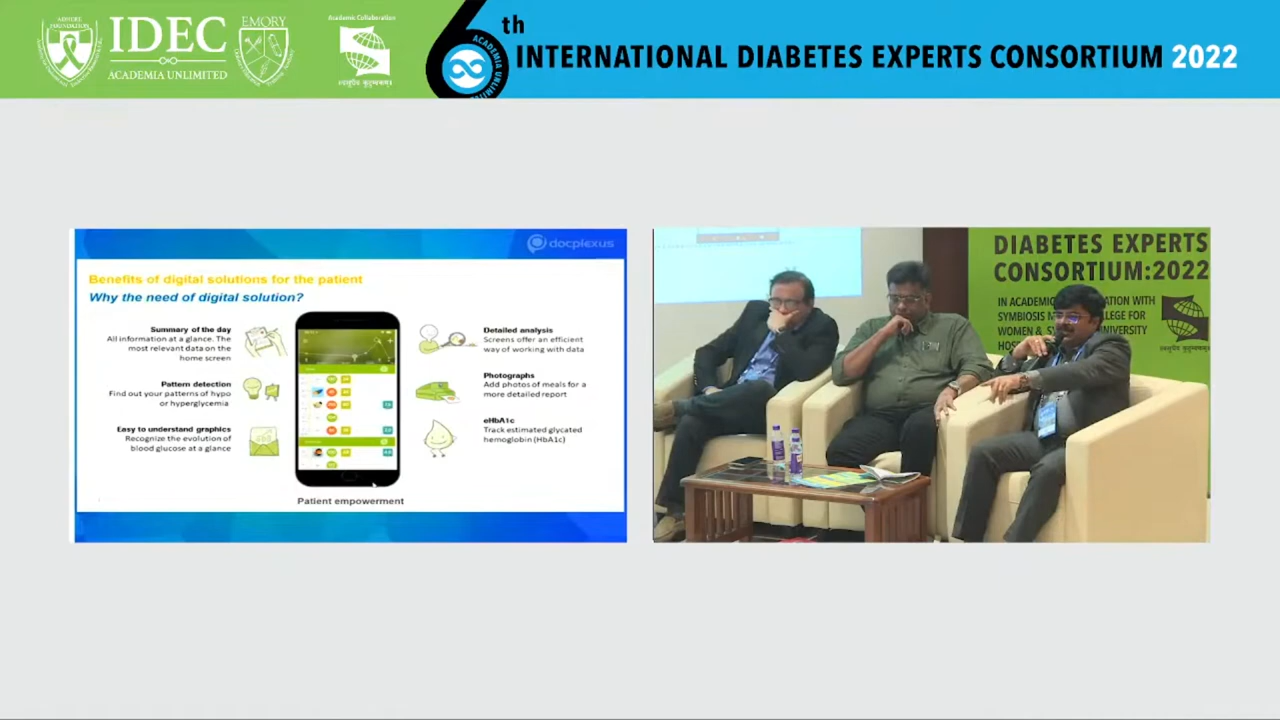 ACADEMIA UNLIMITED
IDEC
EMORY
Academic Collaboration
॥वसुधैव कुटुम्बकम्॥
6th
INTERNATIONAL DIABETES EXPERTS CONSORTIUM 2022
docplexus
Benefits of digital solutions for the patient
Why the need of digital solution?
Summary of the day
All information at a glance. The
most relevant data on the
home screen
Pattern detection
Find out your patterns of hypo
or hyperglycemia
Easy to understand graphics
Recognize the evolution of
blood glucose at a glance
Detailed analysis
Screens offer an efficient
way of working with data
Photographs
Add photos of meals for a
more detailed report
eHbA1c
Track estimated glycated
hemoglobin (HbA1c)
Patient empowerment
DIABETES EXPERTS
CONSORTIUM:2022
IN ACADEMIC
WITH
SYMBIOSIS
FOR
WOMEN &